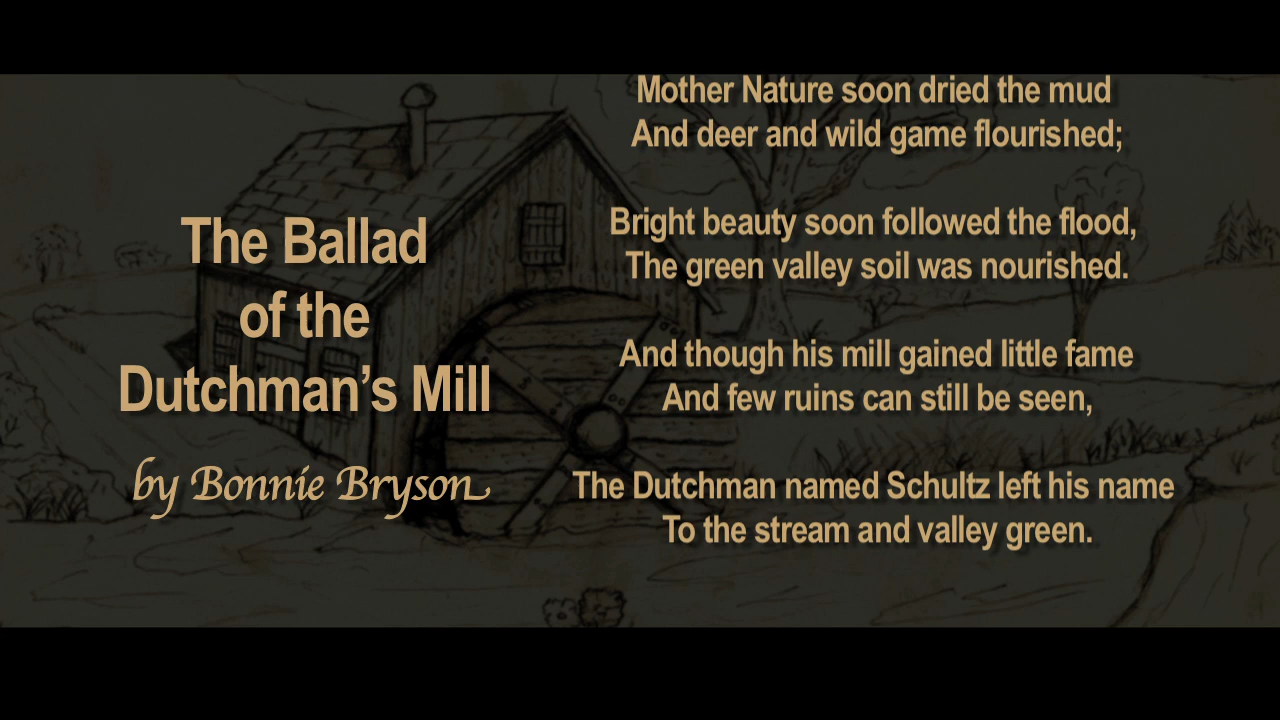 The Ballad
of the
Dutchman’s Mill
by Bonnie Bryson
Mother Nature soon dried the mud
And deer and wild game flourished;
Bright beauty soon followed the flood,
The green valley soil was nourished.
And though his mill gained little fame
And few ruins can still be seen,
The Dutchman named Schultz left his name
To the stream and valley green.